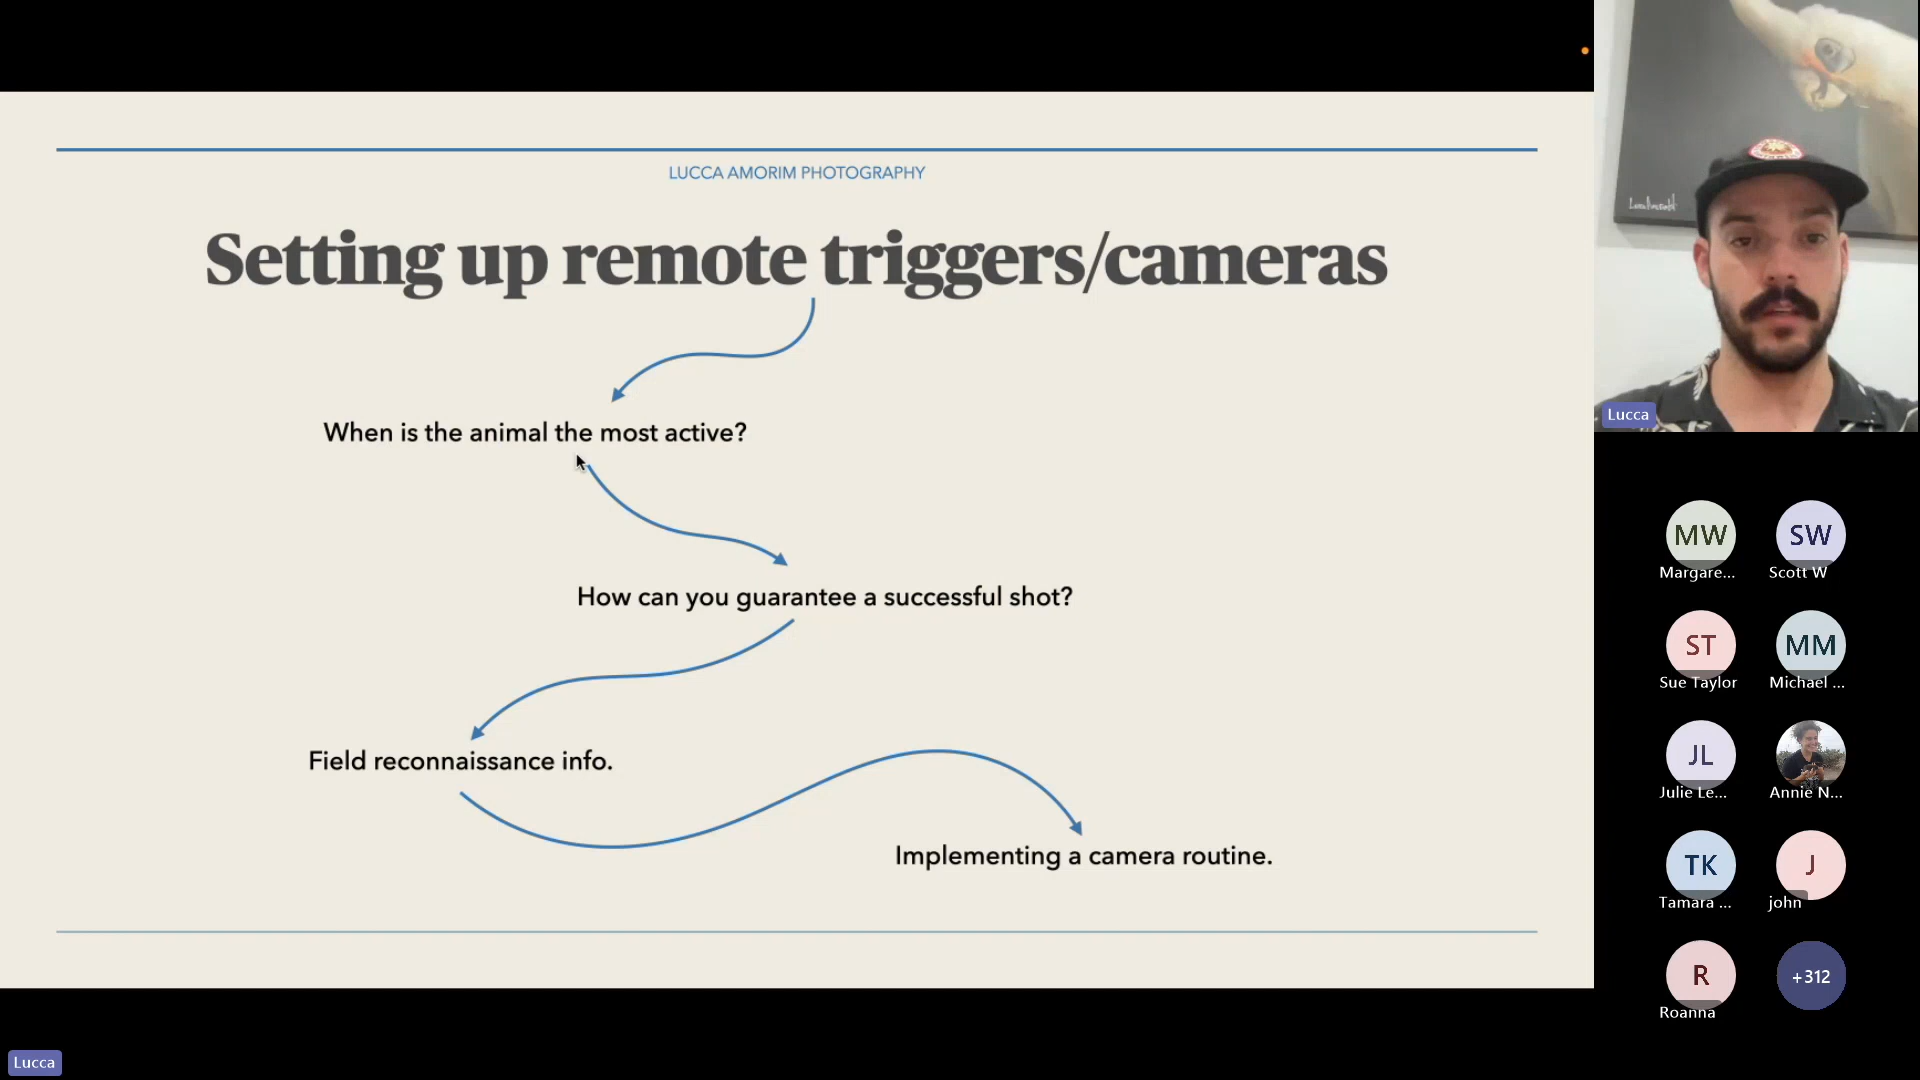 LUCCA AMORIM PHOTOGRAPHY
Setting up remote triggers/cameras
When is the animal the most active?
How can you guarantee a successful shot?
Field reconnaissance info.
Implementing a camera routine.
Lucca
MW
SW
Margare...
Scott W
ST
MM
Sue Taylor
Michael ...
JL
Julie Le...
Annie N...
TK
J
Tamara ...
john
R
+312
Roanna
Lucca